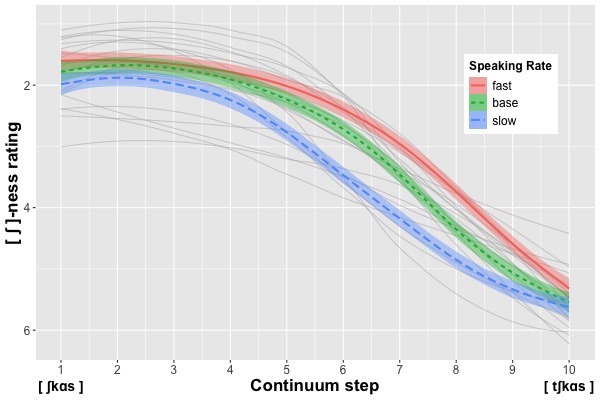 Speaking Rate
fast
base
slow
[ ʃ ]-ness rating
2
4
6
1 2 3 4 5 6 7 8 9 10
[ ʃkɑs ] Continuum step [ tʃkɑs ]